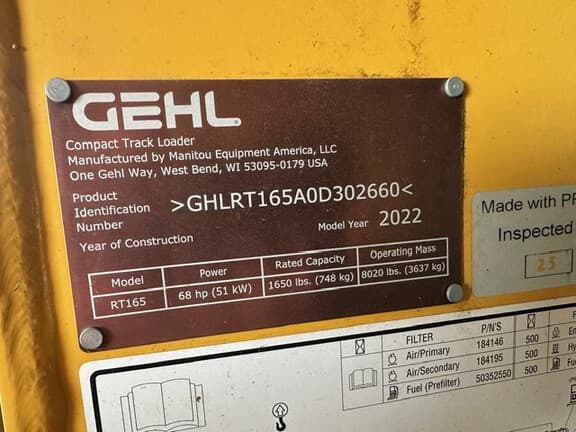 GEHL
Compact Track Loader
Manufactured by Manitou Equipment America, LLC
One Gehl Way, West Bend, WI 53095-0179 USA
Product
Identification >GHLRT165A0D302660<
Number
Model Year 2022
Year of Construction
Model Power Rated Capacity Operating Mass
RT165 68 hp (51 kW) 1650 lbs. (748 kg) 8020 lbs. (3637 kg)
Made with
Inspected
25
FILTER P/N'S
Air/Primary 184146 500
Air/Secondary 184195 500
Fuel (Prefilter) 50352550 500